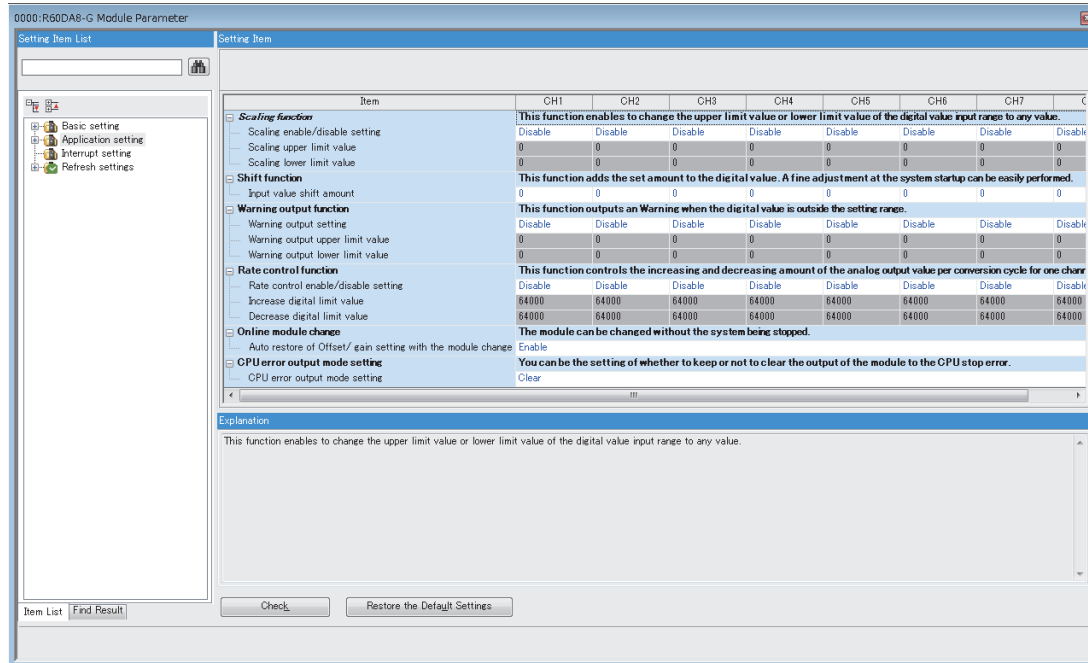 0000:R60DA8-G Module Parameter
Setting Item List
Setting Item
Item CH1 CH2 CH3 CH4 CH5 CH6 CH7
Scaling function This function enables to change the upper limit value or lower limit value of the digital value input range to any value.
Scaling enable/disable setting Disable Disable Disable Disable Disable Disable Disable Disable
Scaling upper limit value 0 0 0 0 0 0 0 0
Scaling lower limit value 0 0 0 0 0 0 0 0
Shift function This function adds the set amount to the digital value. A fine adjustment at the system startup can be easily performed.
Input value shift amount 0 0 0 0 0 0 0 0
Warning output function This function outputs an Warning when the digital value is outside the setting range.
Warning output setting Disable Disable Disable Disable Disable Disable Disable Disable
Warning output upper limit value 0 0 0 0 0 0 0 0
Warning output lower limit value 0 0 0 0 0 0 0 0
Rate control function This function controls the increasing and decreasing amount of the analog output value per conversion cycle for one chann
Rate control enable/disable setting Disable Disable Disable Disable Disable Disable Disable Disable
Increase digital limit value 64000 64000 64000 64000 64000 64000 64000 64000
Decrease digital limit value 64000 64000 64000 64000 64000 64000 64000 64000
Online module change The module can be changed without the system being stopped.
Auto restore of Offset/ gain setting with the module change Enable
CPU error output mode setting You can be the setting of whether to keep or not to clear the output of the module to the CPU stop error.
CPU error output mode setting Clear
Basic setting
Application setting
Interrupt setting
Refresh settings
Explanation
This function enables to change the upper limit value or lower limit value of the digital value input range to any value.
Check Restore the Default Settings
Item List Find Result